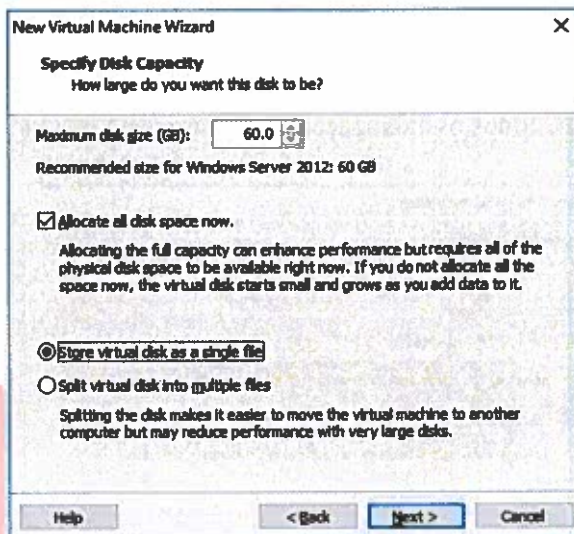 New Virtual Machine Wizard
Specify Disk Capacity
How large do you want this disk to be?
Maximum disk size (GB): 60.0
Recommended size for Windows Server 2012: 60 GB
Allocate all disk space now.
Allocating the full capacity can enhance performance but requires all of the
physical disk space to be available right now. If you do not allocate all the
space now, the virtual disk starts small and grows as you add data to it.
Store virtual disk as a single file
Split virtual disk into multiple files
Splitting the disk makes it easier to move the virtual machine to another
computer but may reduce performance with very large disks.
Help < Back Next > Cancel